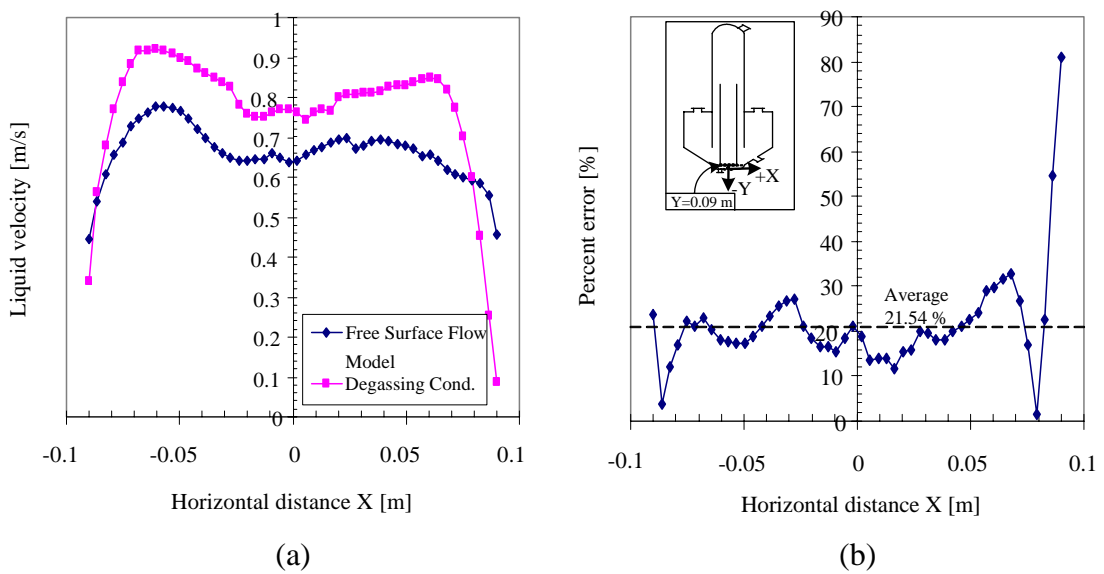 1
0.9
0.8
0.7
0.6
0.5
0.4
0.3
0.2
0.1
0
-0.1
-0.05
0
0.05
0.1
Liquid velocity [m/s]
Horizontal distance X [m]
Free Surface Flow
Model
Degassing Cond.
(a)
90
80
70
60
50
40
30
20
10
0
-0.1
-0.05
0
0.05
0.1
Percent error [%]
Horizontal distance X [m]
+X
-Y
Y=0.09 m
Average
21.54 %
(b)